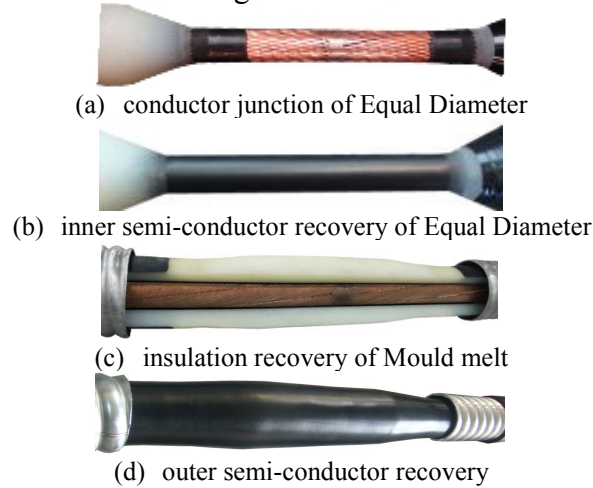 (a) conductor junction of Equal Diameter
(b) inner semi-conductor recovery of Equal Diameter
(c) insulation recovery of Mould melt
(d) outer semi-conductor recovery